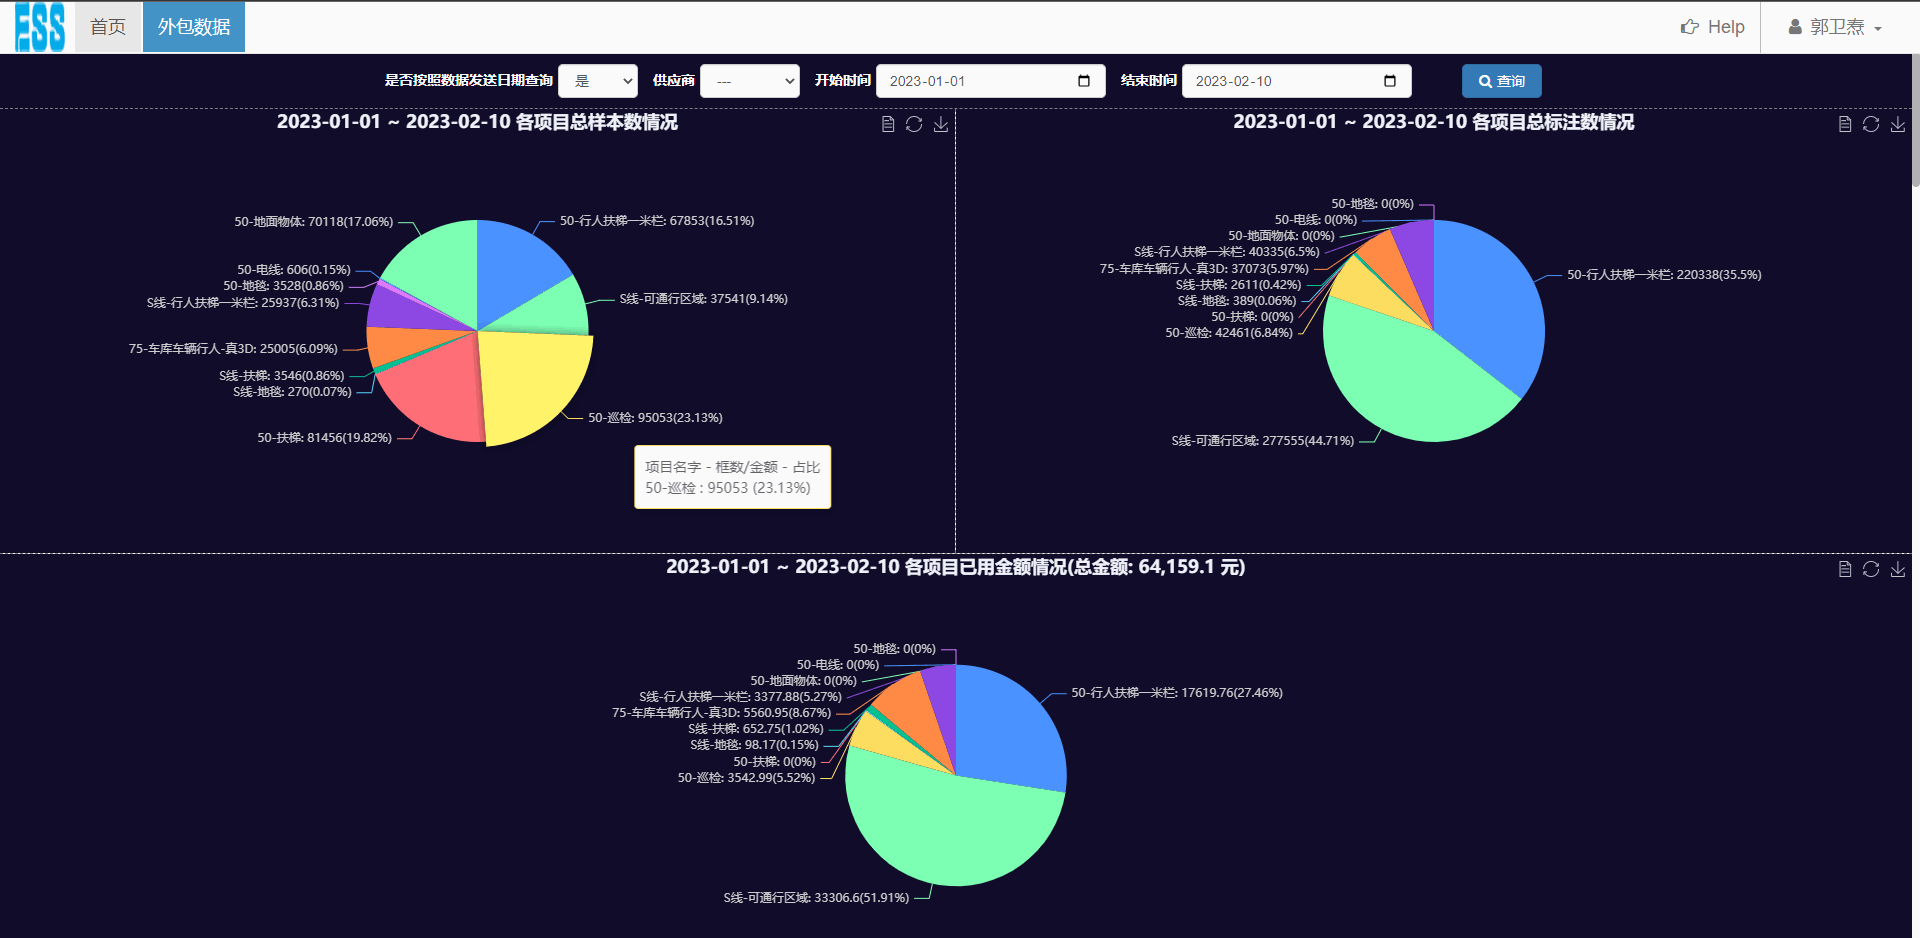 ESS 首页 外包数据 Help 郭卫焘
是否按照数据发送日期查询 是 供应商 --- 开始时间 2023-01-01 结束时间 2023-02-10 查询
2023-01-01 ~ 2023-02-10 各项目总样本数情况
50-地面物体: 70118(17.06%)
50-行人扶梯一米栏: 67853(16.51%)
50-电线: 606(0.15%)
50-地毯: 3528(0.86%)
S线-行人扶梯一米栏: 25937(6.31%)
S线-可通行区域: 37541(9.14%)
75-车库车辆行人-真3D: 25005(6.09%)
S线-扶梯: 3546(0.86%)
S线-地毯: 270(0.07%)
50-巡检: 95053(23.13%)
50-扶梯: 81456(19.82%)
项目名字 - 框数/金额 - 占比
50-巡检 : 95053 (23.13%)
2023-01-01 ~ 2023-02-10 各项目总标注数情况
50-地毯: 0(0%)
50-电线: 0(0%)
50-地面物体: 0(0%)
S线-行人扶梯一米栏: 40335(6.5%)
75-车库车辆行人-真3D: 37073(5.97%)
50-行人扶梯一米栏: 220338(35.5%)
S线-扶梯: 2611(0.42%)
S线-地毯: 389(0.06%)
50-扶梯: 0(0%)
50-巡检: 42461(6.84%)
S线-可通行区域: 277555(44.71%)
2023-01-01 ~ 2023-02-10 各项目已用金额情况(总金额: 64,159.1 元)
50-地毯: 0(0%)
50-电线: 0(0%)
50-地面物体: 0(0%)
S线-行人扶梯一米栏: 3377.88(5.27%)
50-行人扶梯一米栏: 17619.76(27.46%)
75-车库车辆行人-真3D: 5560.95(8.67%)
S线-扶梯: 652.75(1.02%)
S线-地毯: 98.17(0.15%)
50-扶梯: 0(0%)
50-巡检: 3542.99(5.52%)
S线-可通行区域: 33306.6(51.91%)